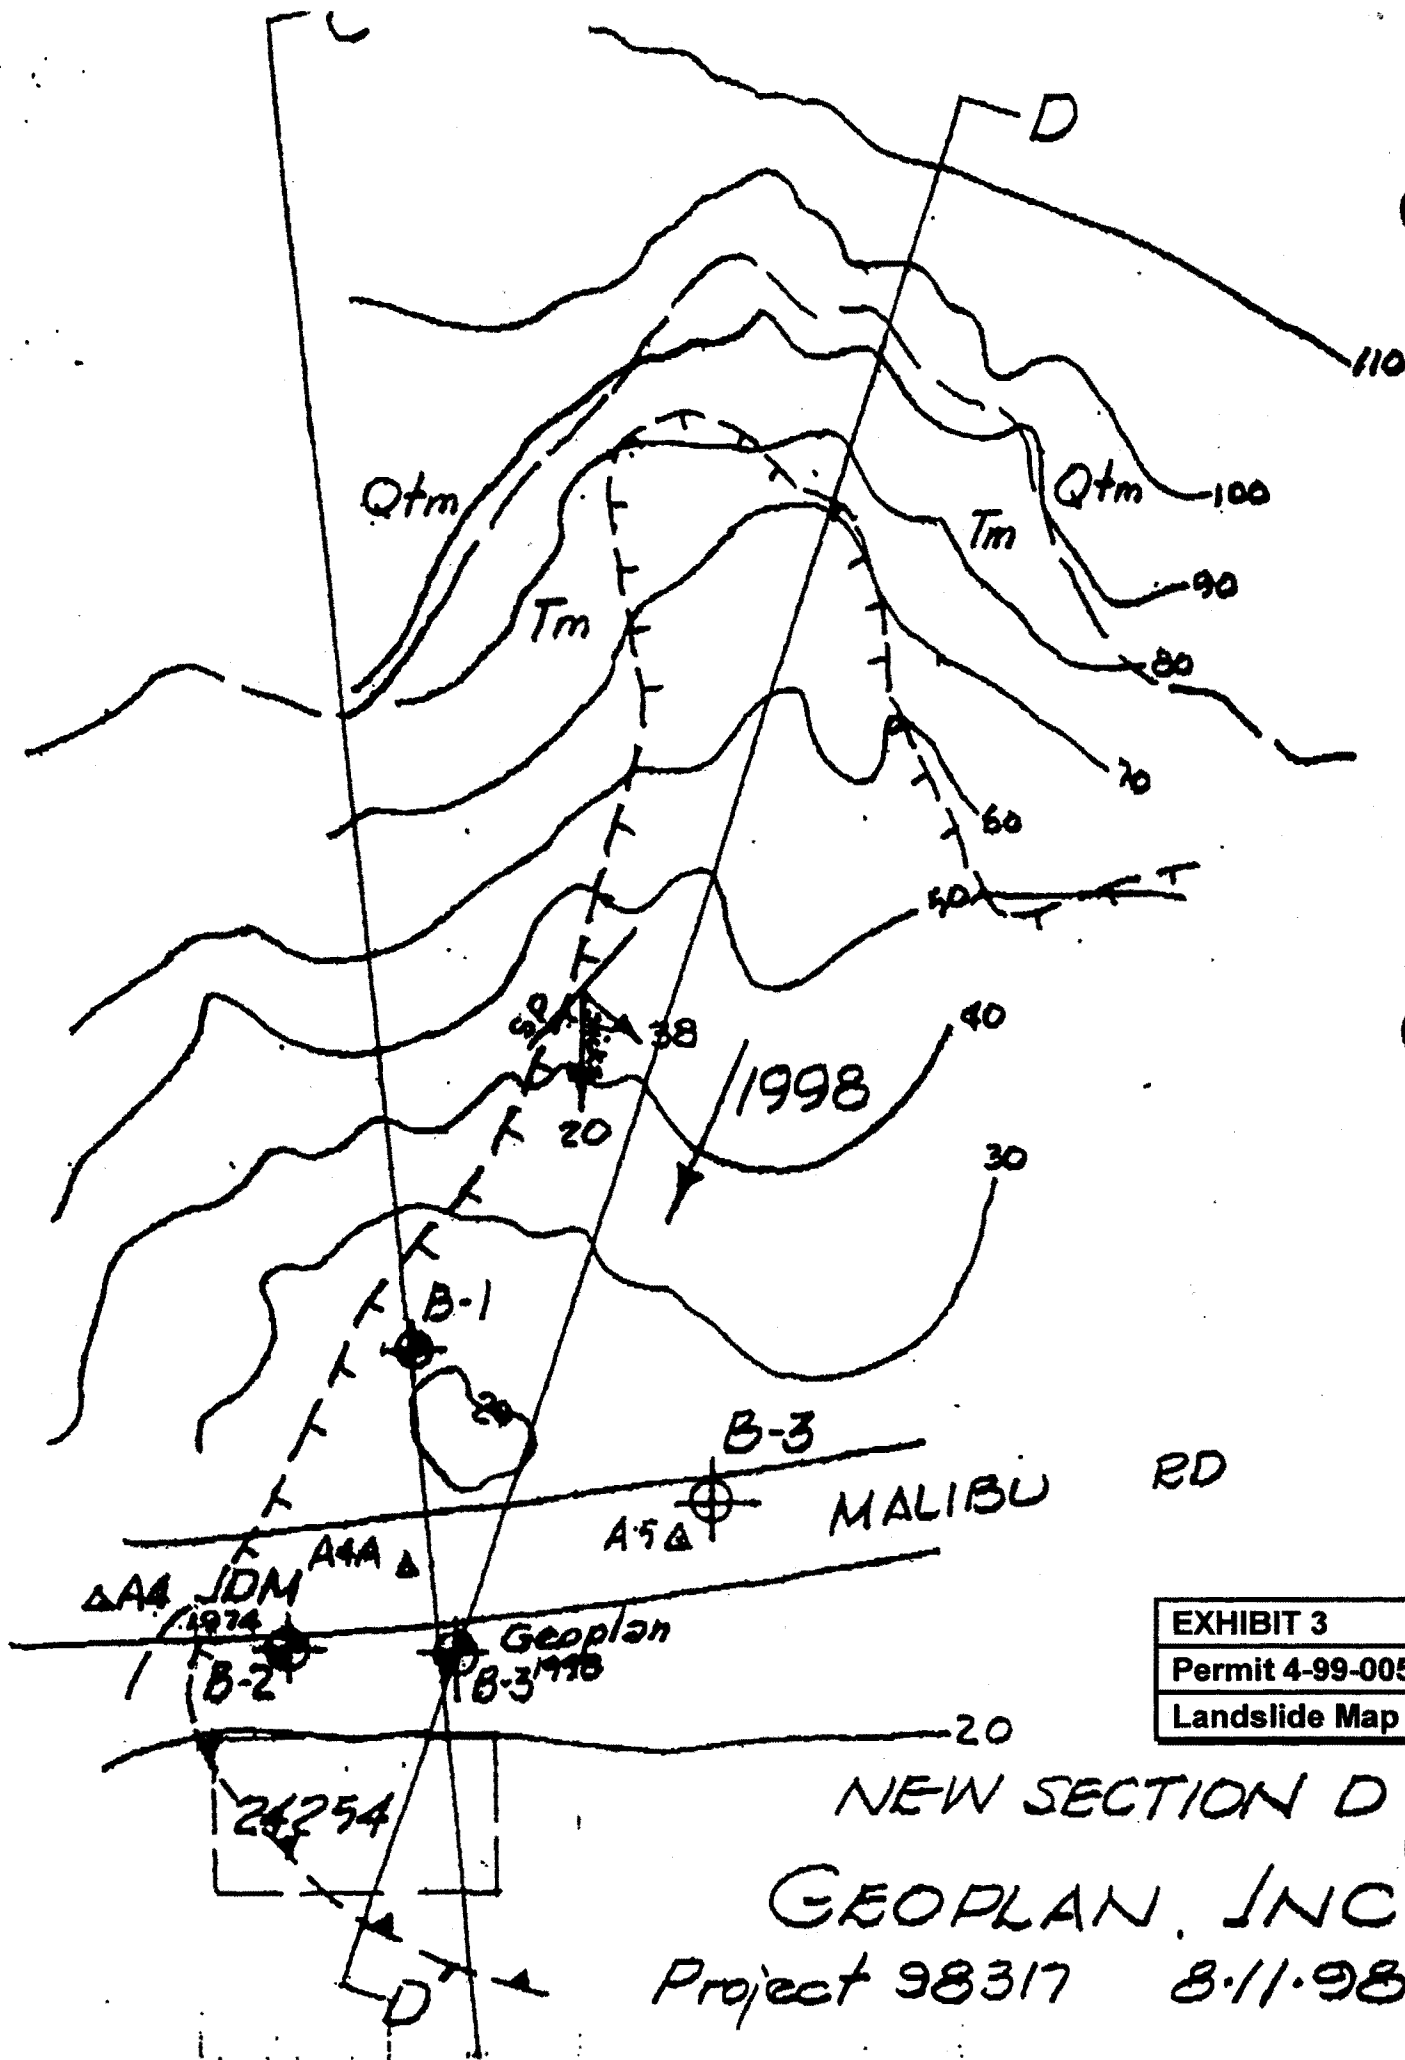 D
110
Qtm
Qtm
100
Tm
90
Tm
80
70
60
50
38
40
1998
20
30
B-1
20
B-3
MALIBU RD
A-5
A4A
A4 JDM
1974
Geoplan
B-2
B-3 1998
EXHIBIT 3
Permit 4-99-005
Landslide Map
20
NEW SECTION D
24254
GEOPLAN, INC
Project 98317 8.11.98
D'